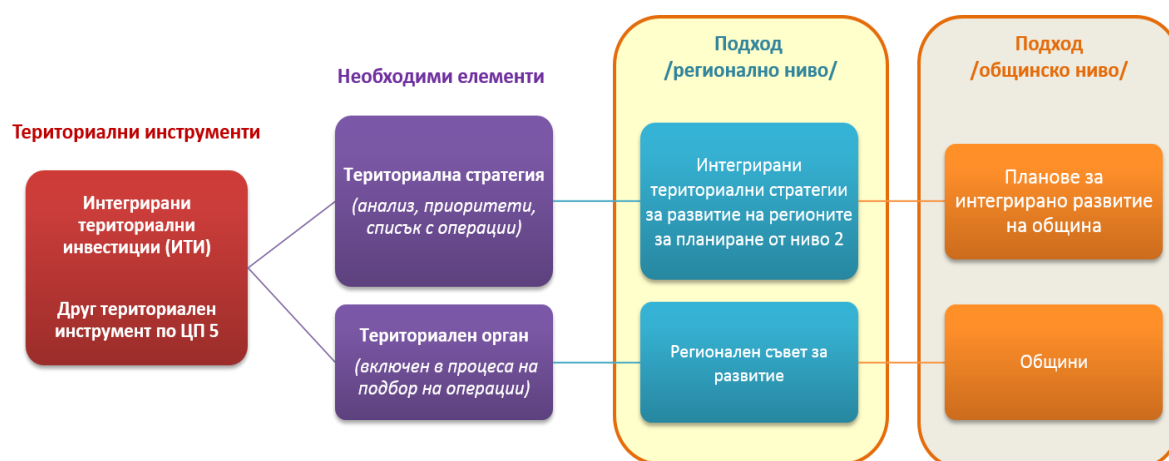 Териториални инструменти
Интегрирани
териториални
инвестиции (ИТИ)
Друг териториален
инструмент по ЦП 5
Необходими елементи
Териториална стратегия
(анализ, приоритети,
списък с операции)
Териториален орган
(включен в процеса на
подбор на операции)
Подход
/регионално ниво/
Интегрирани
териториални стратегии
за развитие на регионите
за планиране от ниво 2
Регионален съвет за
развитие
Подход
/общинско ниво/
Планове за
интегрирано развитие
на община
Общини